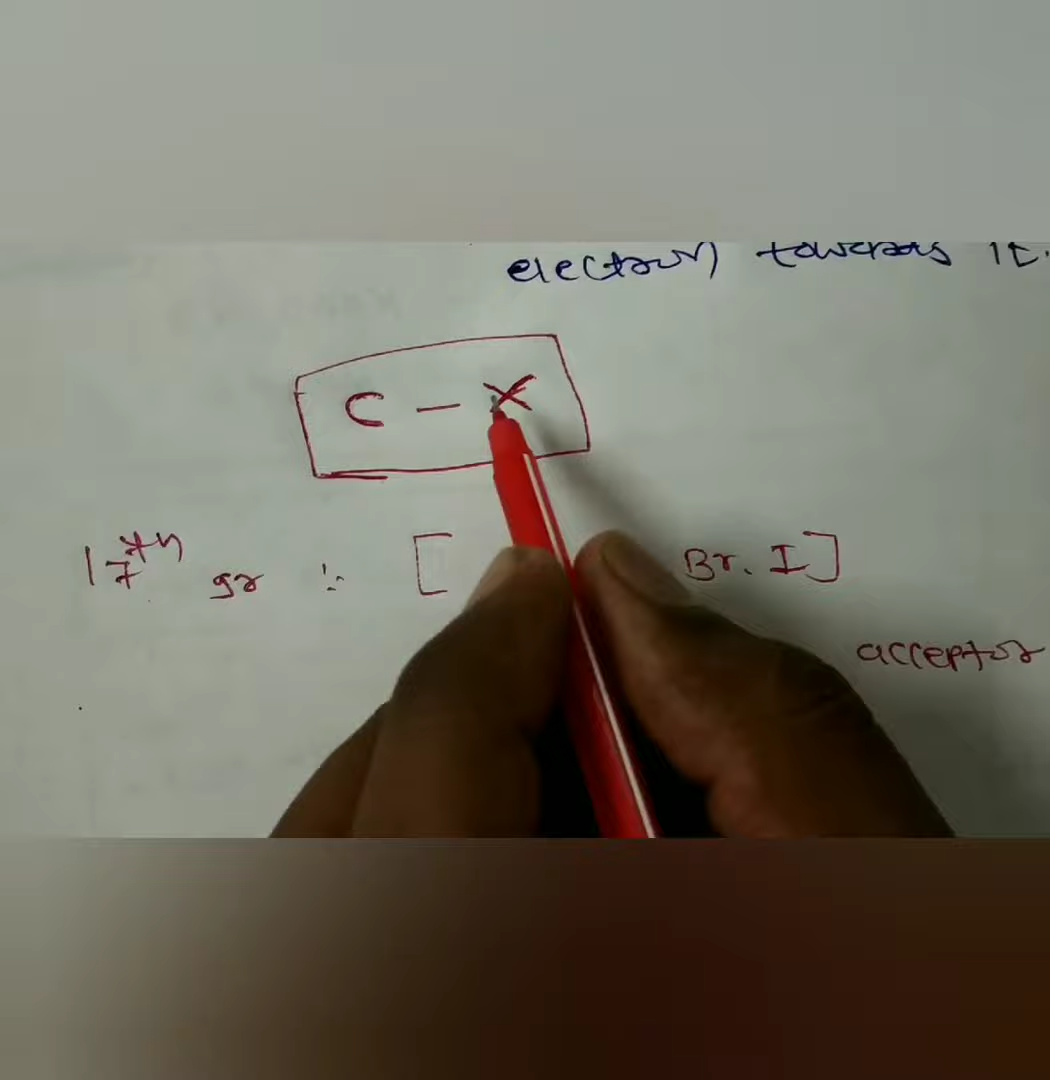 electron towards it.
C - X
17th gr :- [ Br. I]
acceptor